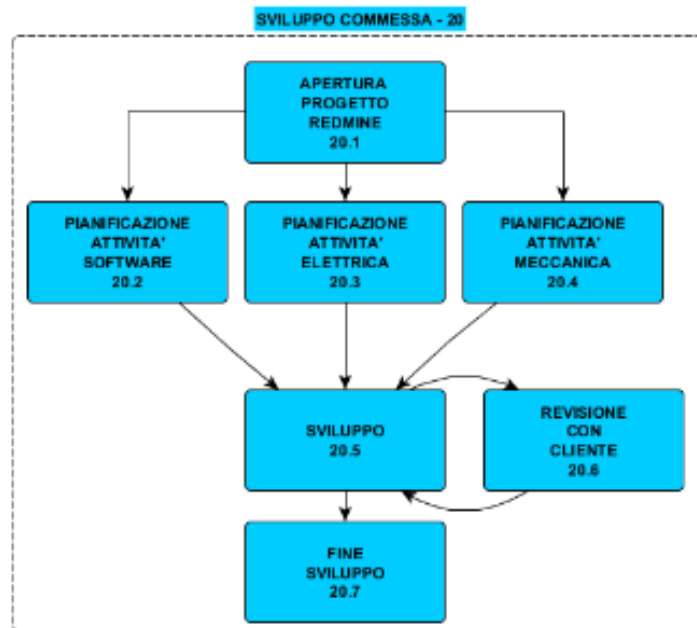 SVILUPPO COMMESSA - 20
APERTURA
PROGETTO
REDMINE
20.1
PIANIFICAZIONE
ATTIVITA'
SOFTWARE
20.2
PIANIFICAZIONE
ATTIVITA'
ELETTRICA
20.3
PIANIFICAZIONE
ATTIVITA'
MECCANICA
20.4
SVILUPPO
20.5
REVISIONE
CON
CLIENTE
20.6
FINE
SVILUPPO
20.7